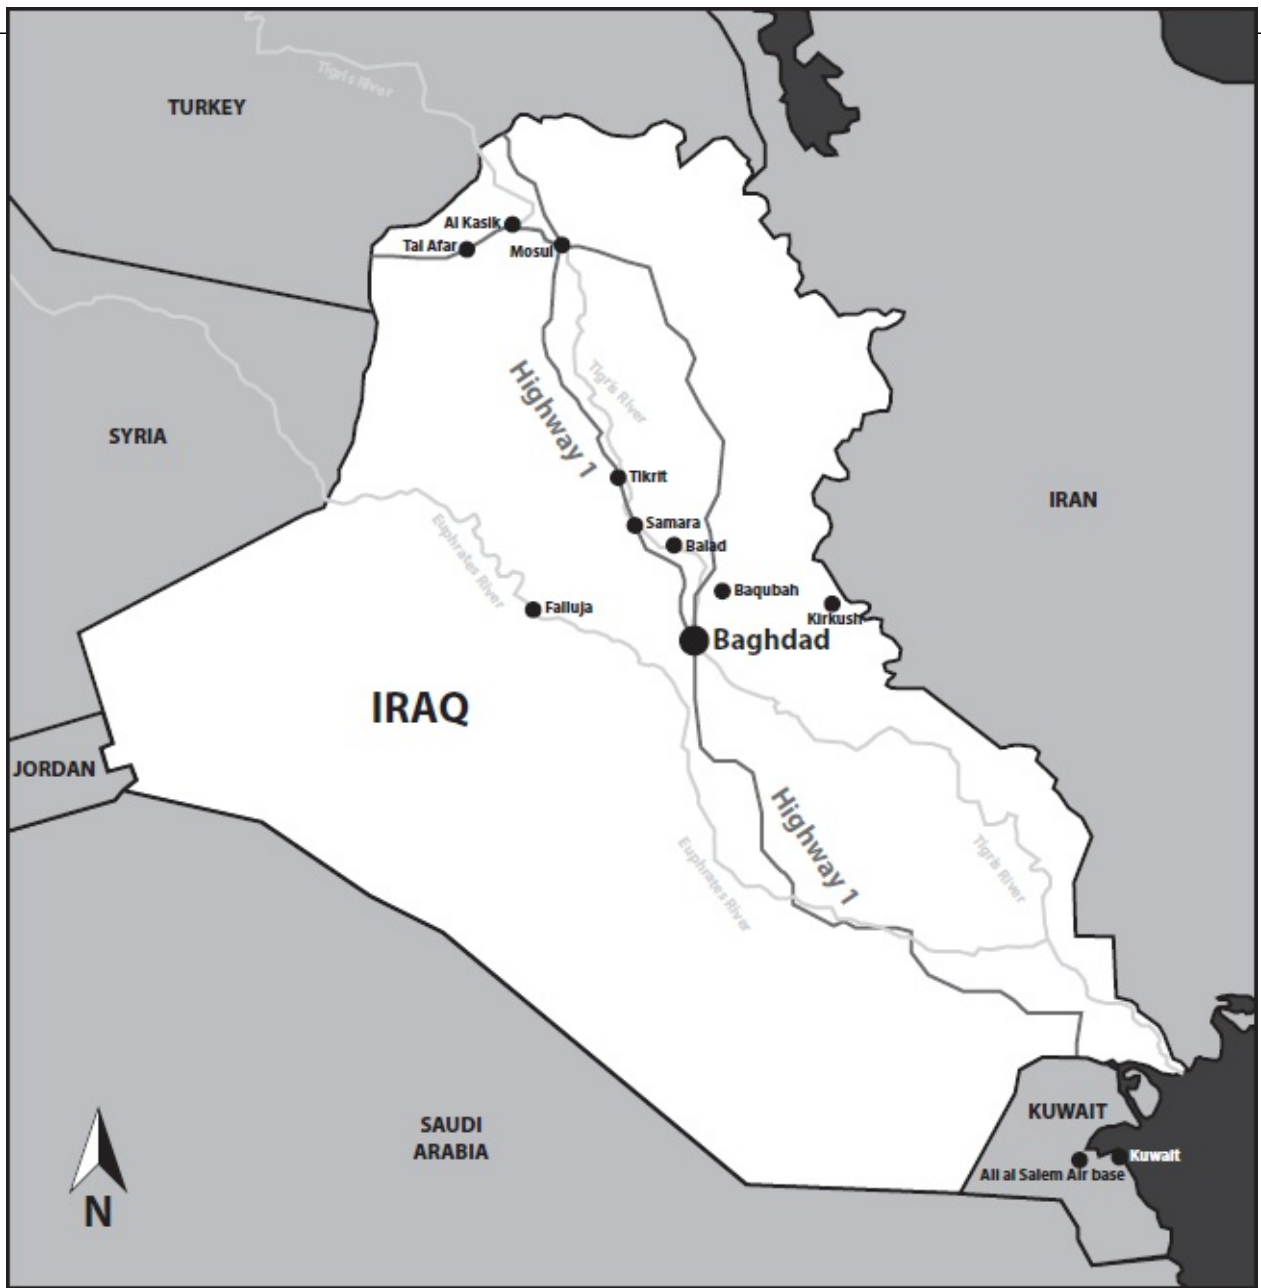 Tigris River
TURKEY
Al Kasik
Tal Afar
Mosul
Highway 1
Tigris River
SYRIA
Tikrit
IRAN
Samara
Balad
Euphrates River
Baqubah
Falluja
Kirkush
Baghdad
IRAQ
JORDAN
Highway 1
Euphrates River
Tigris River
KUWAIT
SAUDI
ARABIA
Kuwait
Ali al Salem Air base
N